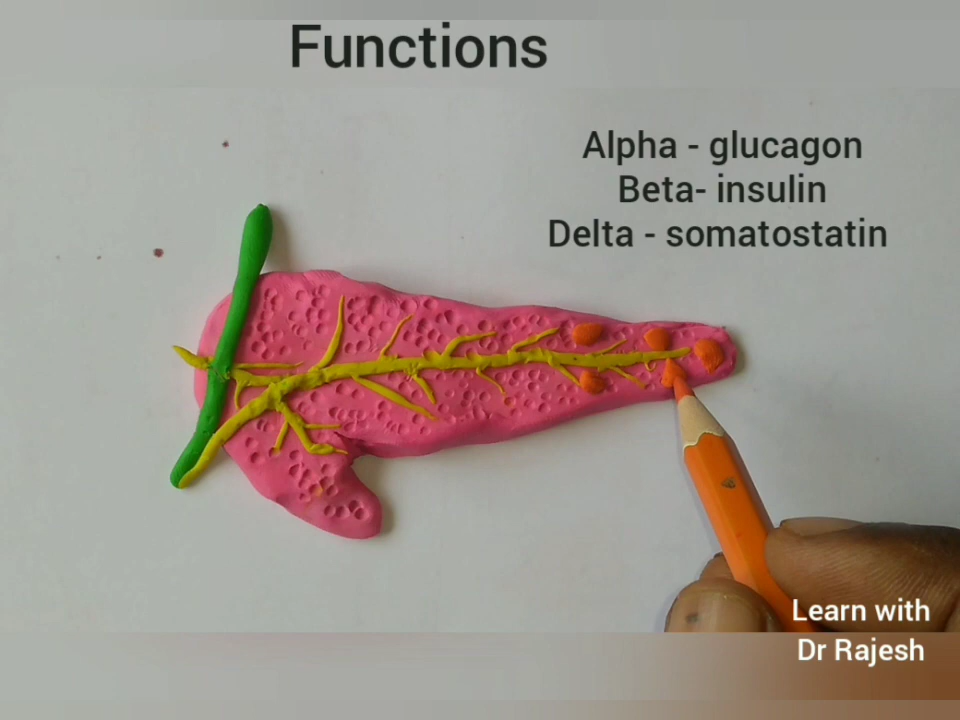 Functions
Alpha - glucagon
Beta- insulin
Delta - somatostatin
Learn with
Dr Rajesh